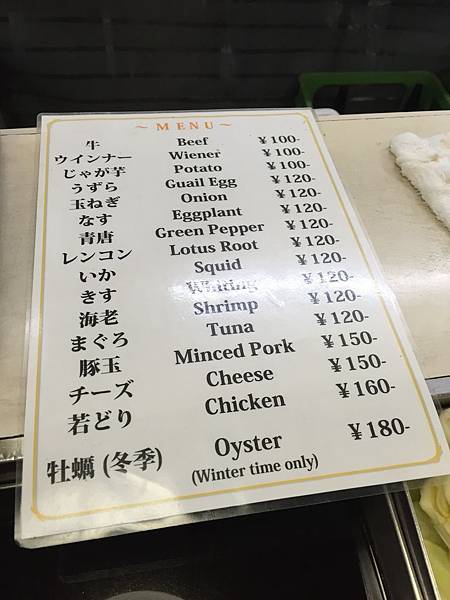 ～MENU～
牛 Beef ¥100-
ウインナー Wiener ¥100-
じゃが芋 Potato ¥100-
うずら Guail Egg ¥120-
玉ねぎ Onion ¥120-
なす Eggplant ¥120-
青唐 Green Pepper ¥120-
レンコン Lotus Root ¥120-
いか Squid ¥120-
きす Whiting ¥120-
海老 Shrimp ¥120-
まぐろ Tuna ¥120-
豚玉 Minced Pork ¥150-
チーズ Cheese ¥150-
若どり Chicken ¥160-
牡蠣 (冬季) Oyster ¥180-
(Winter time only)